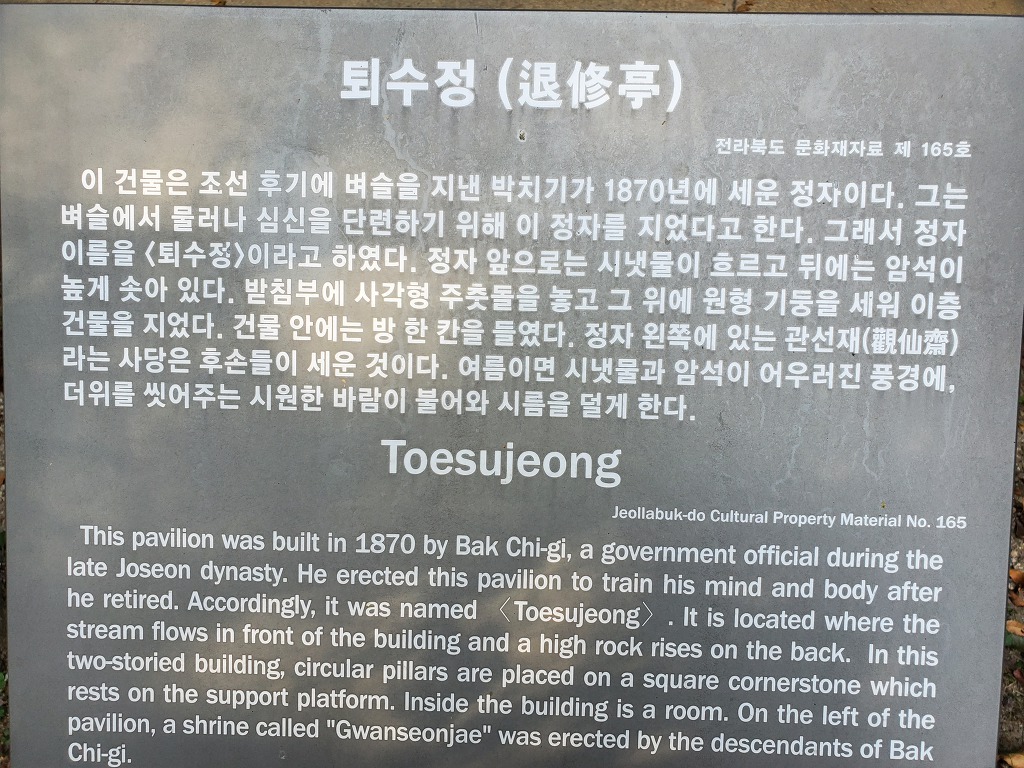 퇴수정 (退修亭)
전라북도 문화재자료 제 165호
이 건물은 조선 후기에 벼슬을 지낸 박치기가 1870년에 세운 정자이다. 그는
벼슬에서 물러나 심신을 단련하기 위해 이 정자를 지었다고 한다. 그래서 정자
이름을 〈퇴수정〉이라고 하였다. 정자 앞으로는 시냇물이 흐르고 뒤에는 암석이
높게 솟아 있다. 받침부에 사각형 주춧돌을 놓고 그 위에 원형 기둥을 세워 이층
건물을 지었다. 건물 안에는 방 한 칸을 들였다. 정자 왼쪽에 있는 관선재(觀仙齋)
라는 사당은 후손들이 세운 것이다. 여름이면 시냇물과 암석이 어우러진 풍경에,
더위를 씻어주는 시원한 바람이 불어와 시름을 덜게 한다.
Toesujeong
Jeollabuk-do Cultural Property Material No. 165
This pavilion was built in 1870 by Bak Chi-gi, a government official during the
late Joseon dynasty. He erected this pavilion to train his mind and body after
he retired. Accordingly, it was named 〈Toesujeong〉. It is located where the
stream flows in front of the building and a high rock rises on the back. In this
two-storied building, circular pillars are placed on a square cornerstone which
rests on the support platform. Inside the building is a room. On the left of the
pavilion, a shrine called "Gwanseonjae" was erected by the descendants of Bak
Chi-gi.